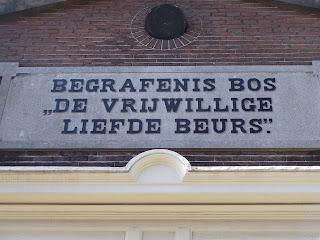 BEGRAFENIS BOS
„DE VRIJWILLIGE
LIEFDE BEURS”.